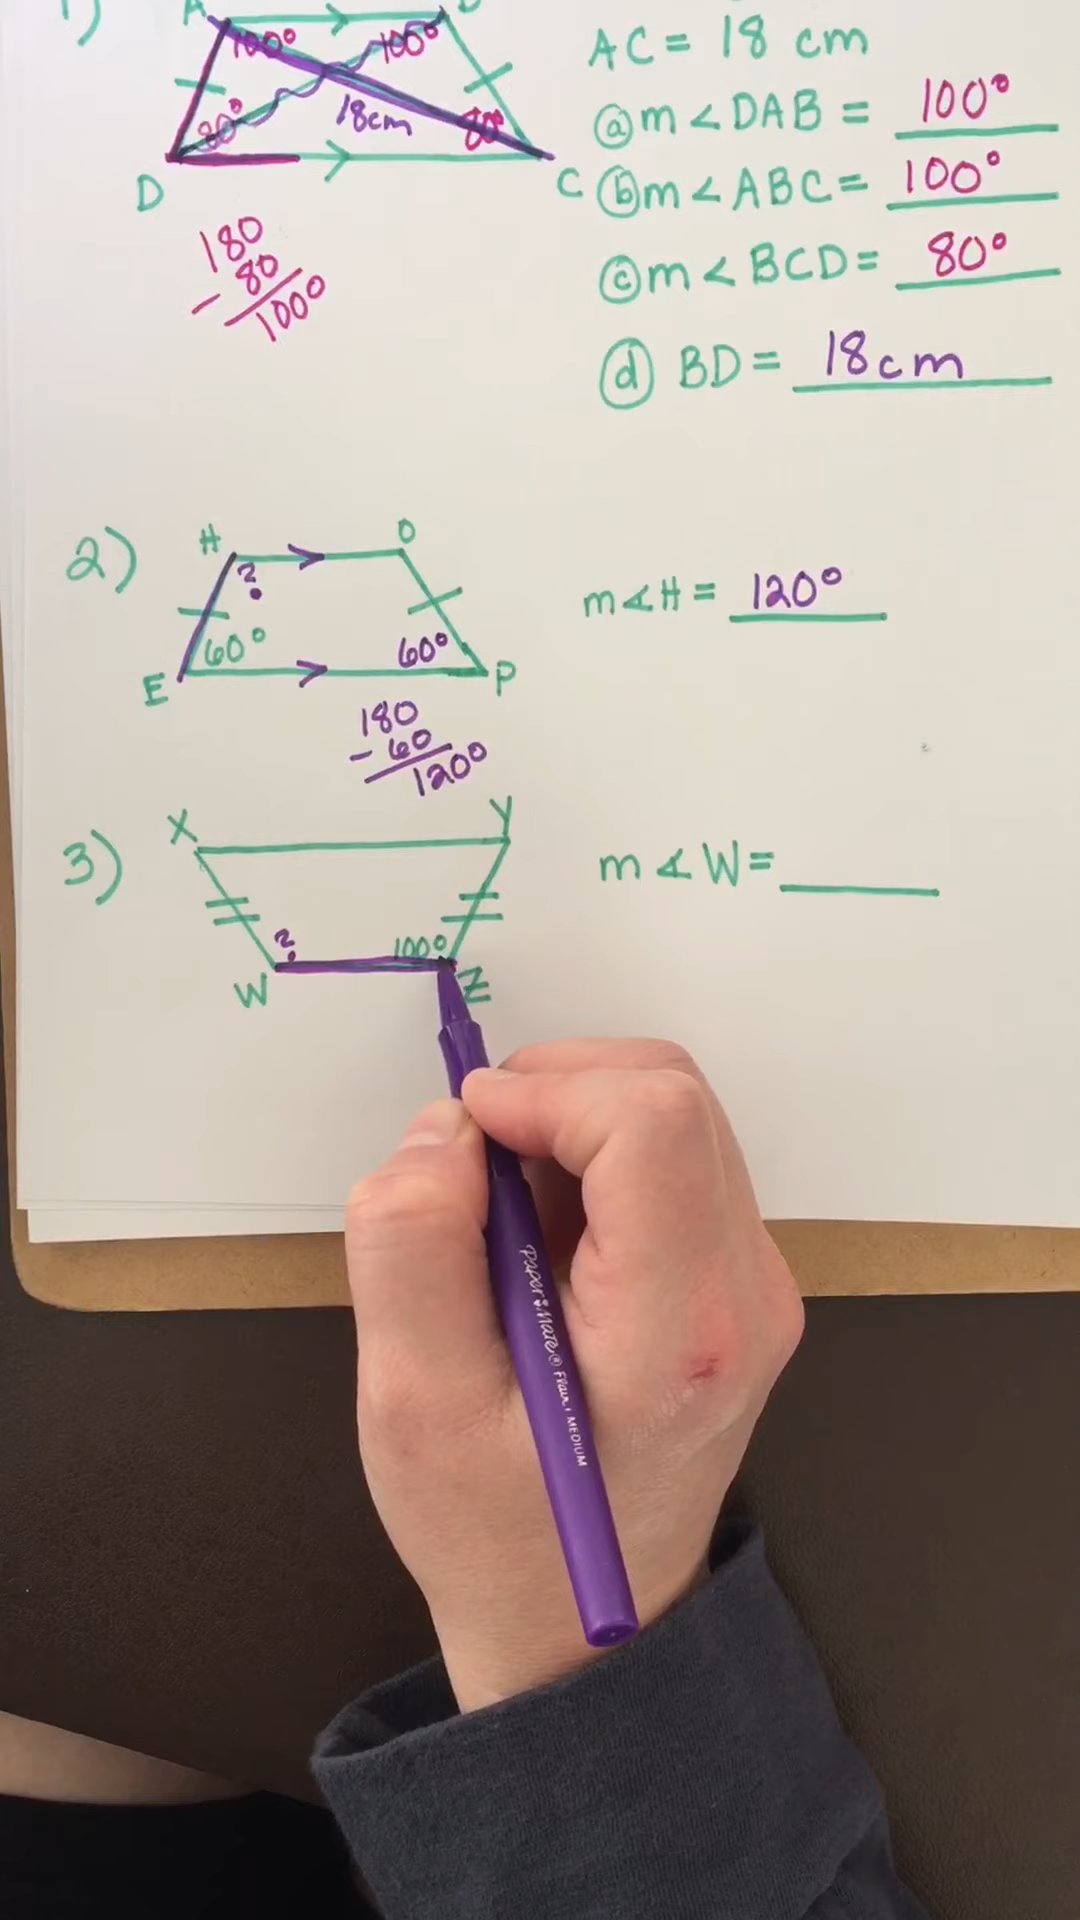 1)
A
100°
100°
80°
18cm
80°
D
C
180
- 80
100°
AC = 18 cm
ⓐ m∢DAB = 100°
ⓑ m∢ABC = 100°
ⓒ m∢BCD = 80°
ⓓ BD = 18cm
2)
H
O
?
60°
60°
E
P
180
- 60
120°
m∢H = 120°
3)
X
Y
?
100°
W
Z
m∢W =
PAPER MATE® FLAIR, MEDIUM